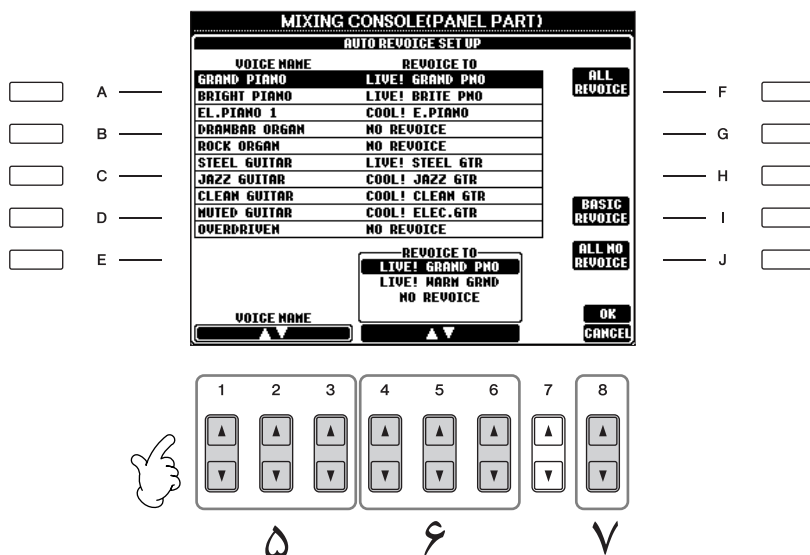 MIXING CONSOLE(PANEL PART)
AUTO REVOICE SET UP
VOICE NAME REVOICE TO
GRAND PIANO LIVE! GRAND PNO
BRIGHT PIANO LIVE! BRITE PNO
EL.PIANO 1 COOL! E.PIANO
DRAWBAR ORGAN NO REVOICE
ROCK ORGAN NO REVOICE
STEEL GUITAR LIVE! STEEL GTR
JAZZ GUITAR COOL! JAZZ GTR
CLEAN GUITAR COOL! CLEAN GTR
MUTED GUITAR COOL! ELEC.GTR
OVERDRIVEN NO REVOICE
ALL REVOICE
BASIC REVOICE
ALL NO REVOICE
REVOICE TO
LIVE! GRAND PNO
LIVE! WARM GRND
NO REVOICE
VOICE NAME
OK
CANCEL
A
B
C
D
E
F
G
H
I
J
1 2 3 4 5 6 7 8
۵ ۶ ۷